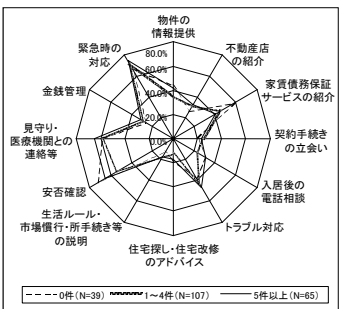 物件の
情報提供
不動産店
の紹介
家賃債務保証
サービスの紹介
契約手続き
の立会い
入居後の
電話相談
トラブル対応
住宅探し・住宅改修
のアドバイス
生活ルール・
市場慣行・所手続き等
の説明
安否確認
見守り・
医療機関との
連絡等
金銭管理
緊急時の
対応
80.0%
60.0%
40.0%
20.0%
0.0%
0件(N=39)
1～4件(N=107)
5件以上(N=65)